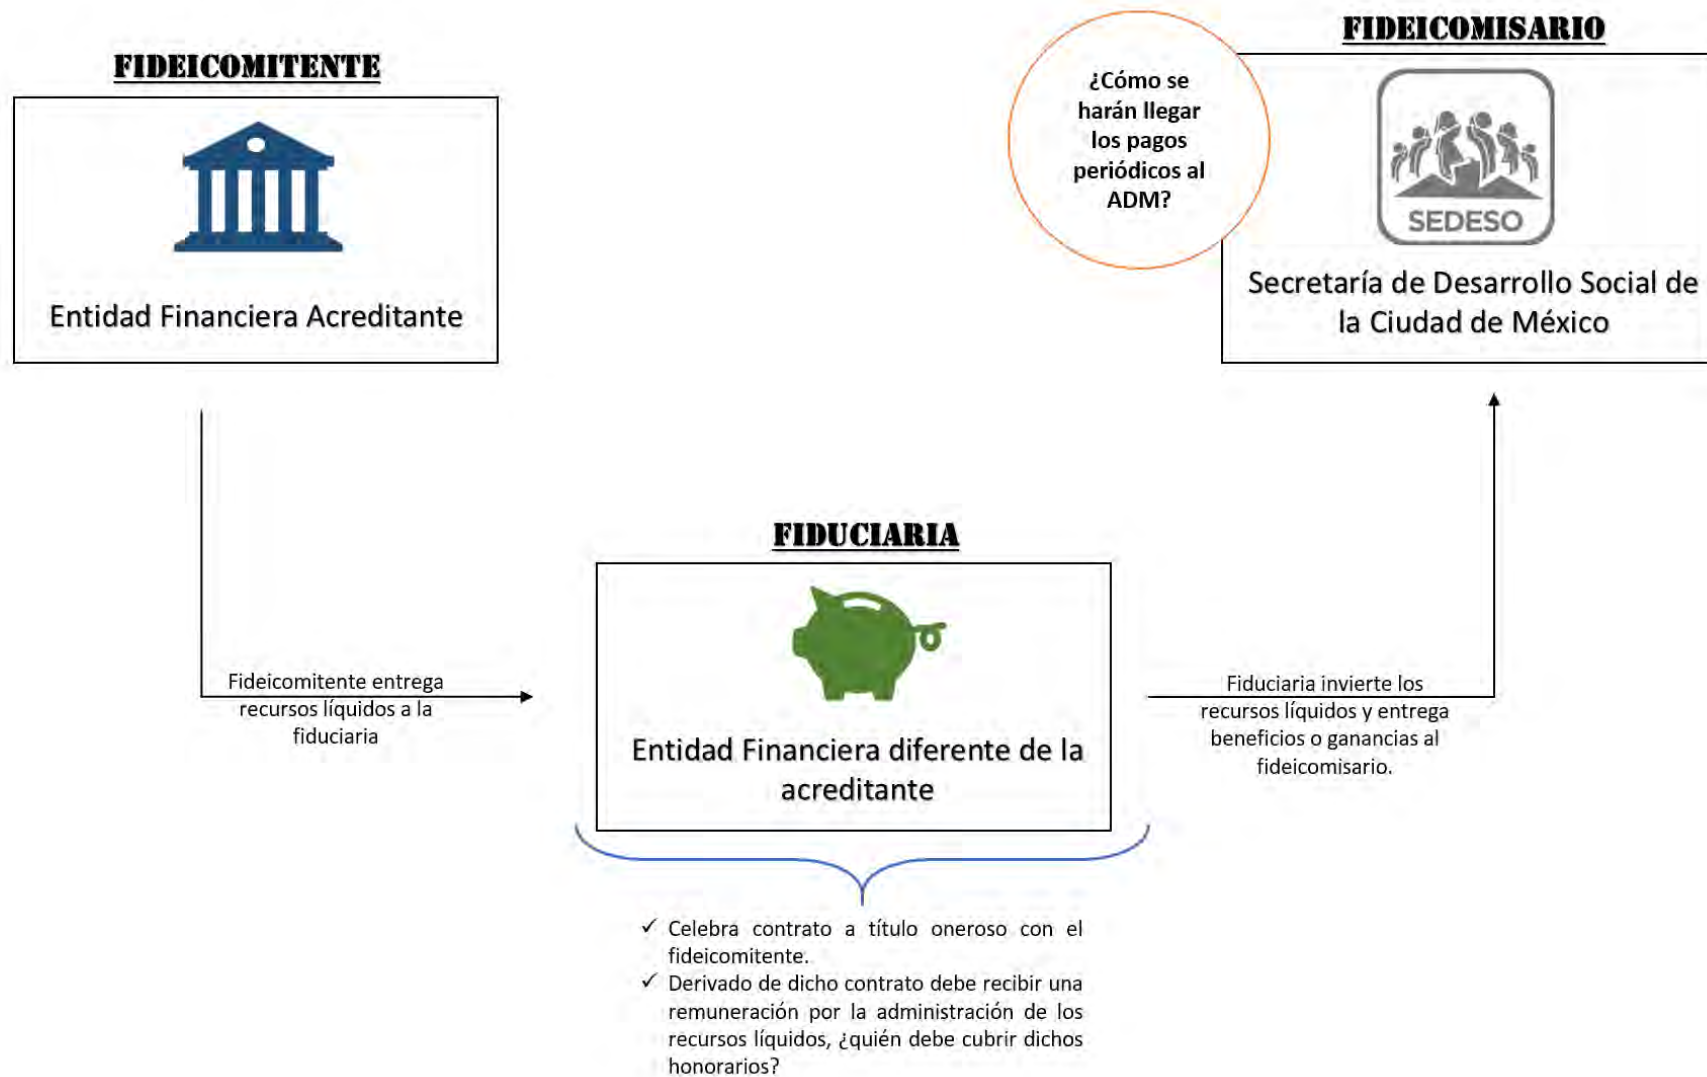 FIDEICOMITENTE
Entidad Financiera Acreditante
¿Cómo se
harán llegar
los pagos
periódicos al
ADM?
FIDEICOMISARIO
SEDESO
Secretaría de Desarrollo Social de
la Ciudad de México
FIDUCIARIA
Entidad Financiera diferente de la
acreditante
Fideicomitente entrega
recursos líquidos a la
fiduciaria
Fiduciaria invierte los
recursos líquidos y entrega
beneficios o ganancias al
fideicomisario.
✓ Celebra contrato a título oneroso con el
fideicomitente.
✓ Derivado de dicho contrato debe recibir una
remuneración por la administración de los
recursos líquidos, ¿quién debe cubrir dichos
honorarios?